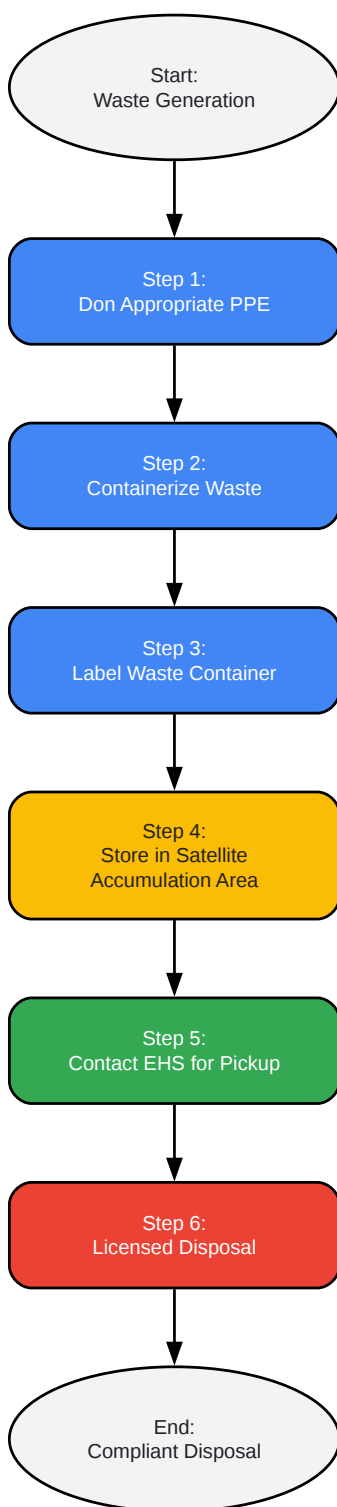 Start:
Waste Generation
Step 1:
Don Appropriate PPE
Step 2:
Containerize Waste
Step 3:
Label Waste Container
Step 4:
Store in Satellite
Accumulation Area
Step 5:
Contact EHS for Pickup
Step 6:
Licensed Disposal
End:
Compliant Disposal